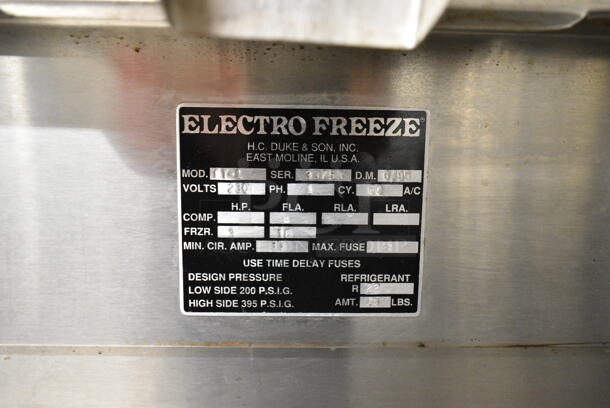 ELECTRO FREEZE®
H.C. DUKE & SON, INC.
EAST MOLINE, IL U.S.A.
MOD. SER. D.M.
VOLTS 230 PH. 1 CY. 60 A/C
H.P. FLA. RLA. LRA.
COMP.
FRZR.
MIN. CIR. AMP. MAX. FUSE
USE TIME DELAY FUSES
DESIGN PRESSURE REFRIGERANT
LOW SIDE 200 P.S.I.G. R 22
HIGH SIDE 395 P.S.I.G. AMT. LBS.